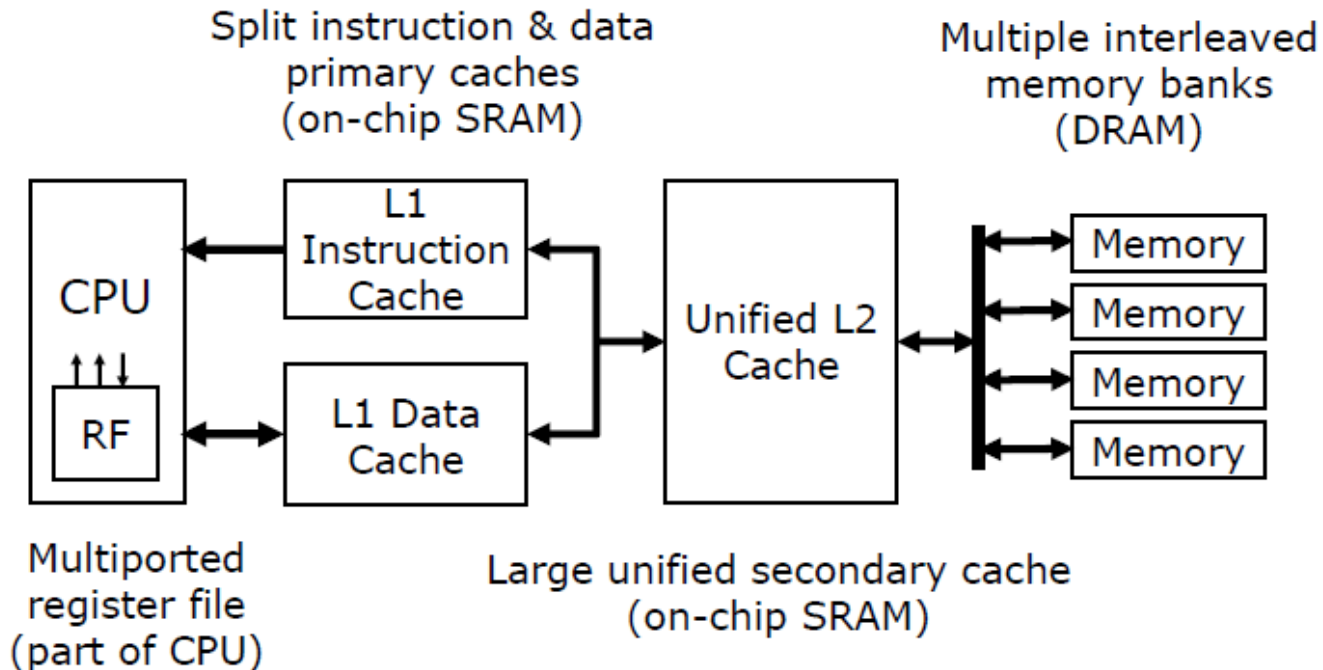 Split instruction & data
primary caches
(on-chip SRAM)
Multiple interleaved
memory banks
(DRAM)
CPU
RF
L1
Instruction
Cache
L1 Data
Cache
Unified L2
Cache
Memory
Memory
Memory
Memory
Multiported
register file
(part of CPU)
Large unified secondary cache
(on-chip SRAM)